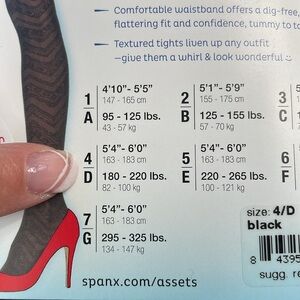 – Comfortable waistband offers a dig-free,
flattering fit and confidence, tummy to
– Textured tights liven up any outfit
–give them a whirl & look wonderful
1
A
4'10"- 5'5"
147 - 165 cm
95 - 125 lbs.
43 - 57 kg
2
B
5'1"- 5'9"
155 - 175 cm
125 - 155 lbs.
57 - 70 kg
3
C
4
D
5'4"- 6'0"
163 - 183 cm
180 - 220 lbs.
82 - 100 kg
5
E
5'4"- 6'0"
163 - 183 cm
220 - 265 lbs.
100 - 121 kg
6
F
7
G
5'4"- 6'0"
163 - 183 cm
295 - 325 lbs.
134 - 147 kg
size: 4/D
black
8 4395
sugg. re
spanx.com/assets